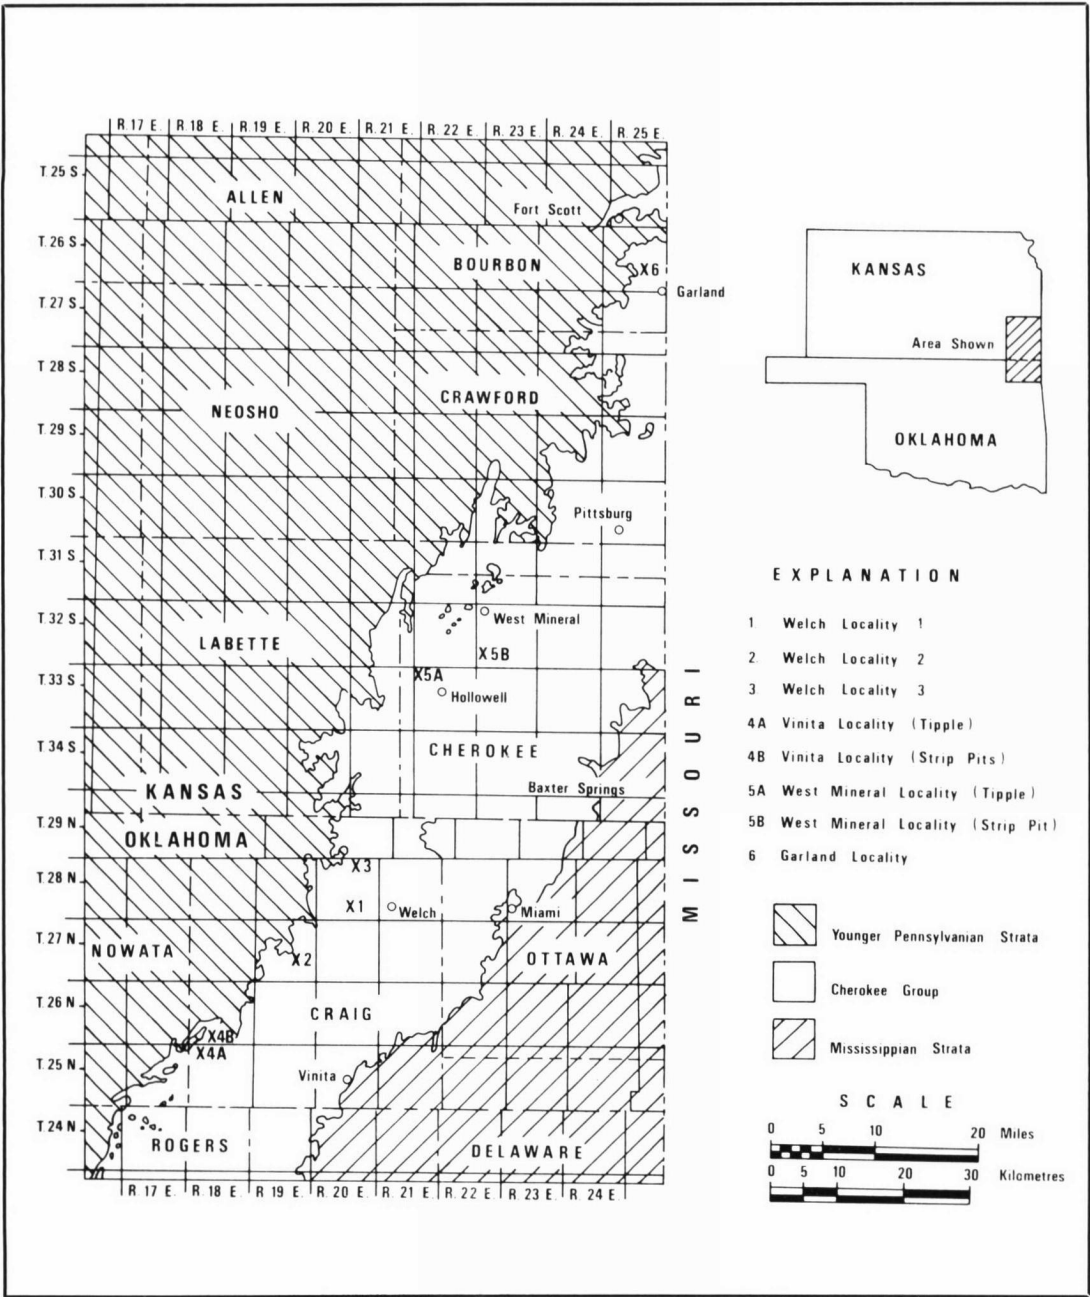 R.17 E. R.18 E. R.19 E. R.20 E. R.21 E. R.22 E. R.23 E. R.24 E. R.25 E.
T.25 S.
ALLEN
Fort Scott
T.26 S.
BOURBON
X6
Garland
T.27 S.
T.28 S.
CRAWFORD
NEOSHO
T.29 S.
T.30 S.
Pittsburg
T.31 S.
West Mineral
T.32 S.
LABETTE
X5B
X5A
T.33 S.
Hollowell
T.34 S.
CHEROKEE
Baxter Springs
KANSAS
T.29 N.
OKLAHOMA
X3
T.28 N.
X1
Welch
Miami
T.27 N.
NOWATA
X2
OTTAWA
T.26 N.
CRAIG
X4B
X4A
T.25 N.
Vinita
T.24 N.
ROGERS
DELAWARE
R.17 E. R.18 E. R.19 E. R.20 E. R.21 E. R.22 E. R.23 E. R.24 E.
MISSOURI
KANSAS
Area Shown
OKLAHOMA
EXPLANATION
1 Welch Locality 1
2. Welch Locality 2
3. Welch Locality 3
4A Vinita Locality (Tipple)
4B Vinita Locality (Strip Pits)
5A West Mineral Locality (Tipple)
5B West Mineral Locality (Strip Pit)
6 Garland Locality
Younger Pennsylvanian Strata
Cherokee Group
Mississippian Strata
SCALE
0 5 10 20 Miles
0 5 10 20 30 Kilometres